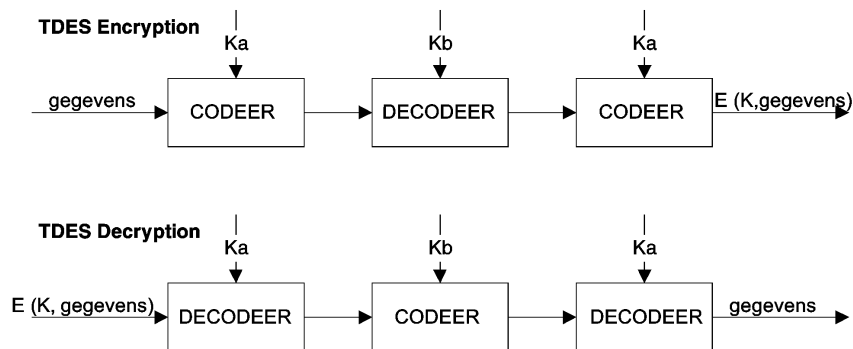 TDES Encryption
Ka Kb Ka
gegevens CODEER DECODEER CODEER E (K,gegevens)
TDES Decryption
Ka Kb Ka
E (K, gegevens) DECODEER CODEER DECODEER gegevens